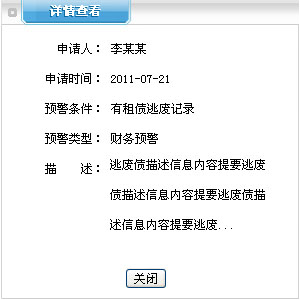 详情查看
申请人： 李某某
申请时间： 2011-07-21
预警条件： 有租债逃废记录
预警类型： 财务预警
描　　述： 逃废债描述信息内容提要逃废
债描述信息内容提要逃废债描
述信息内容提要逃废...
关闭